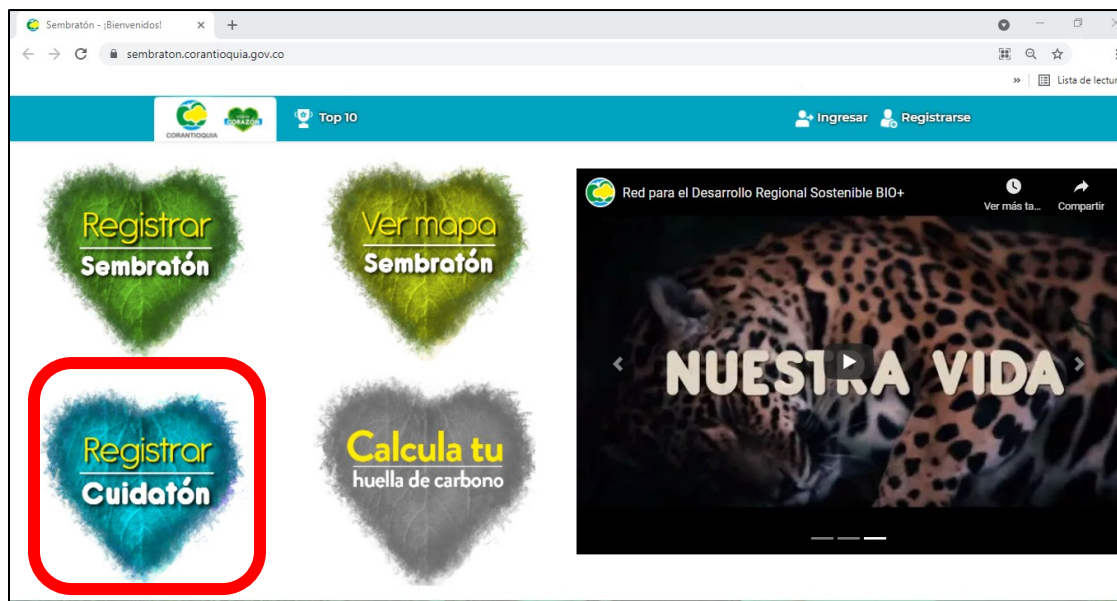 Sembratón - ¡Bienvenidos!
sembraton.corantioquia.gov.co
» Lista de lectur
CORANTIOQUIA
CORAZÓN
Top 10
Ingresar
Registrarse
Registrar
Sembratón
Ver mapa
Sembratón
Red para el Desarrollo Regional Sostenible BIO+
Ver más ta...
Compartir
NUESTRA VIDA
Registrar
Cuidatón
Calcula tu
huella de carbono